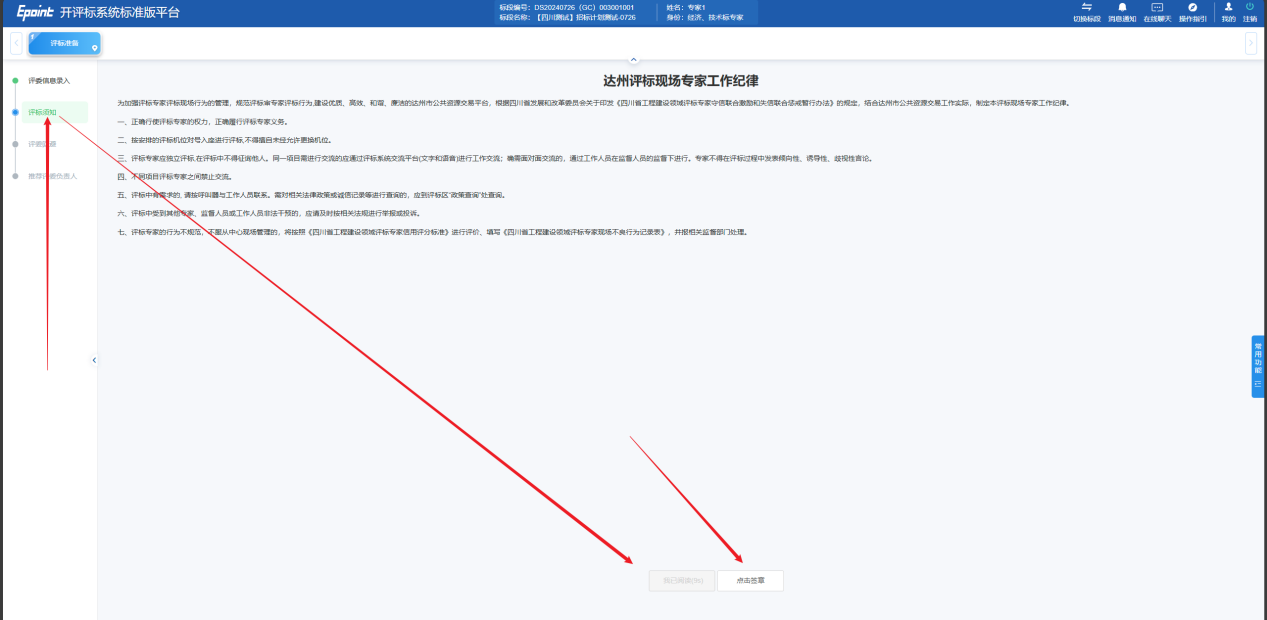 Epoint 开评标系统标准版平台
标段编号: DS20240726（GC）003001001
标段名称: 【四川测试】招标计划测试-0726
姓名: 专家1
身份: 经济、技术标专家
切换标段 消息通知 在线聊天 操作指引 我的 注销
评标准备
评委信息录入
评标须知
推荐评委负责人
达州评标现场专家工作纪律
为加强评标专家评标现场行为的管理，规范评标审专家评标行为,建设优质、高效、和谐、廉洁的达州市公共资源交易平台，根据四川省发展和改革委员会关于印发《四川省工程建设领域评标专家守信联合激励和失信联合惩戒暂行办法》的规定，结合达州市公共资源交易工作实际，制定本评标现场专家工作纪律。
一、正确行使评标专家的权力，正确履行评标专家义务。
二、按安排的评标机位对号入座进行评标,不得擅自未经允许更换机位。
三、评标专家应独立评标,在评标中不得征询他人。同一项目需进行交流的应通过评标系统交流平台(文字和语音)进行工作交流；确需面对面交流的，通过工作人员在监督人员的监督下进行。专家不得在评标过程中发表倾向性、诱导性、歧视性言论。
四、不同项目评标专家之间禁止交流。
五、评标中有需求的, 请按呼叫器与工作人员联系。需对相关法律政策或诚信记录等进行查询的，应到评标区"政策查询"处查询。
六、评标中受到其他专家、监督人员或工作人员非法干预的，应请及时按相关法规进行举报或投诉。
七、评标专家的行为不规范，不服从中心现场管理的，将按照《四川省工程建设领域评标专家信用评分标准》进行评价、填写《四川省工程建设领域评标专家现场不良行为记录表》，并报相关监督部门处理。
常用功能
点击签章